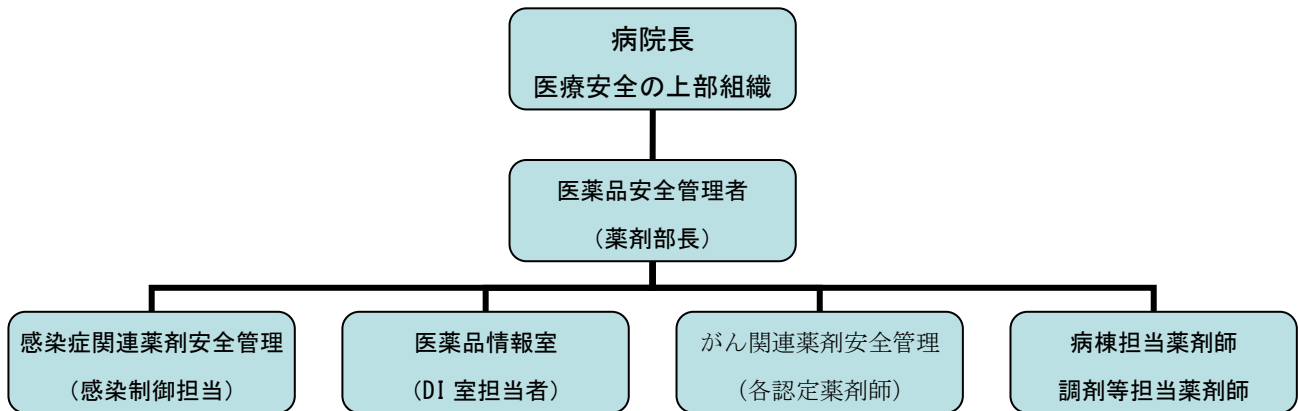 病院長
医療安全の上部組織
医薬品安全管理者
（薬剤部長）
感染症関連薬剤安全管理
（感染制御担当）
医薬品情報室
（DI 室担当者）
がん関連薬剤安全管理
（各認定薬剤師）
病棟担当薬剤師
調剤等担当薬剤師